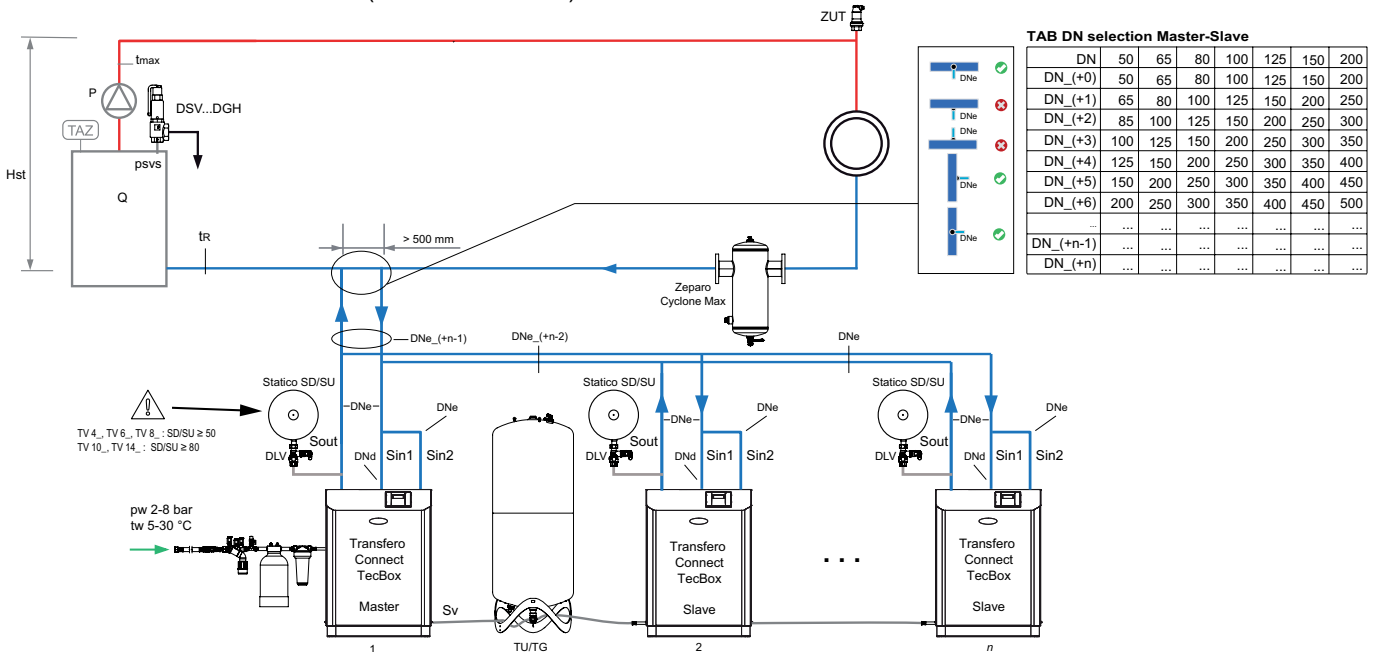 ZUT
TAB DN selection Master-Slave
DN 50 65 80 100 125 150 200
DN_(+0) 50 65 80 100 125 150 200
DN_(+1) 65 80 100 125 150 200 250
DN_(+2) 85 100 125 150 200 250 300
DN_(+3) 100 125 150 200 250 300 350
DN_(+4) 125 150 200 250 300 350 400
DN_(+5) 150 200 250 300 350 400 450
DN_(+6) 200 250 300 350 400 450 500
... ... ... ... ... ... ... ...
DN_(+n-1) ... ... ... ... ... ... ...
DN_(+n) ... ... ... ... ... ... ...
DNe
DNe
DNe
DNe
DNe
tmax
P
DSV...DGH
TAZ
psvs
Hst
Q
tR
> 500 mm
Zeparo
Cyclone Max
DNe_(+n-1)
DNe_(+n-2)
DNe
TV 4_, TV 6_, TV 8_ : SD/SU ≥ 50
TV 10_, TV 14_ : SD/SU ≥ 80
Statico SD/SU
DNe
DNe
Sout
DLV
DNd
Sin1
Sin2
Statico SD/SU
DNe
DNe
Sout
DLV
DNd
Sin1
Sin2
Statico SD/SU
DNe
DNe
Sout
DLV
DNd
Sin1
Sin2
pw 2-8 bar
tw 5-30 °C
Transfero
Connect
TecBox
Master
1
Sv
TU/TG
Transfero
Connect
TecBox
Slave
2
. . .
Transfero
Connect
TecBox
Slave
n